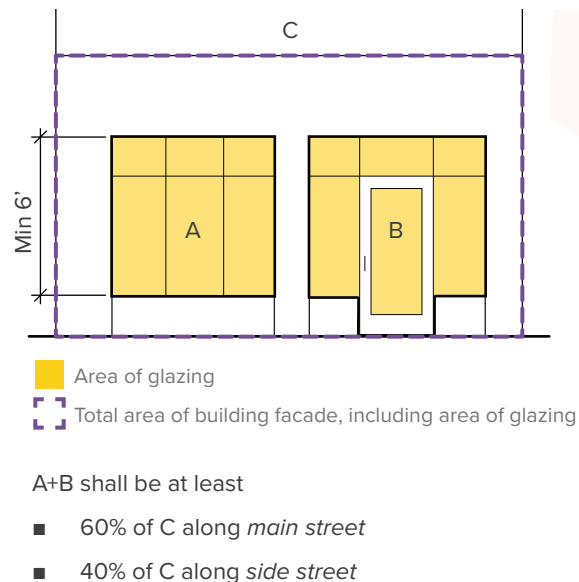 C
Min 6’
A
B
Area of glazing
Total area of building facade, including area of glazing
A+B shall be at least
■ 60% of C along main street
■ 40% of C along side street